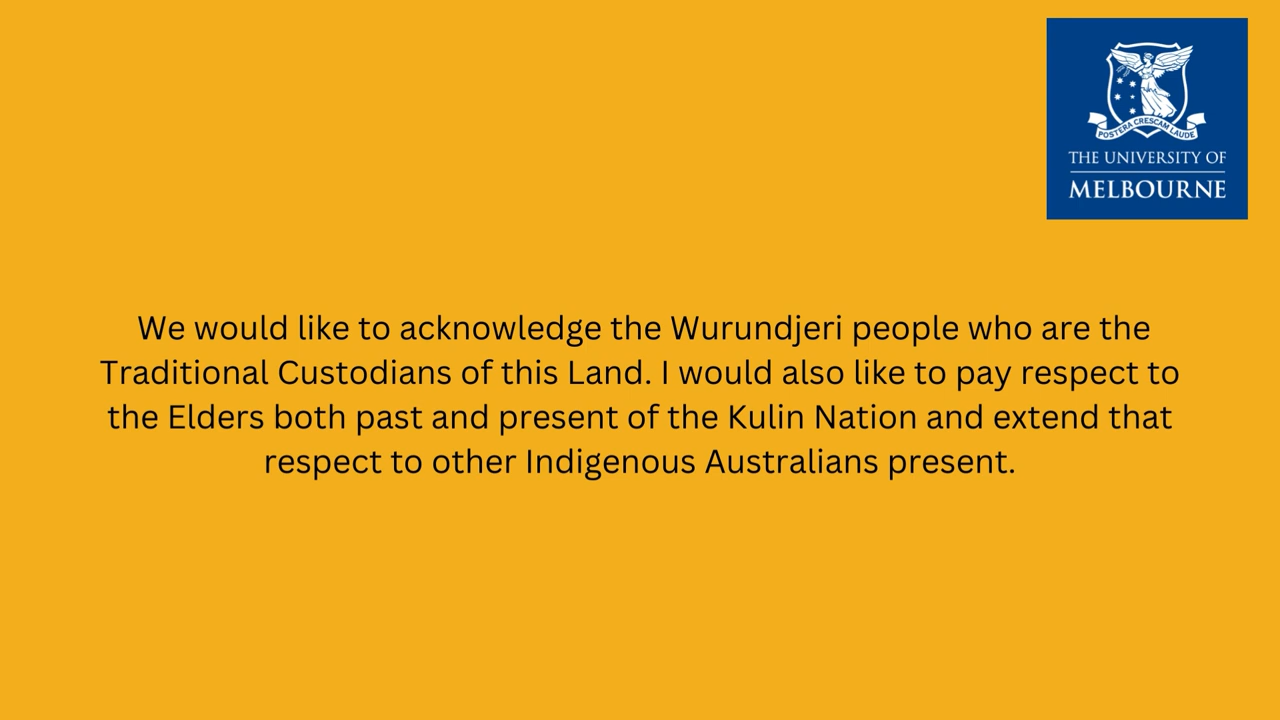 POSTERA CRESCAM LAUDE
THE UNIVERSITY OF
MELBOURNE
We would like to acknowledge the Wurundjeri people who are the
Traditional Custodians of this Land. I would also like to pay respect to
the Elders both past and present of the Kulin Nation and extend that
respect to other Indigenous Australians present.